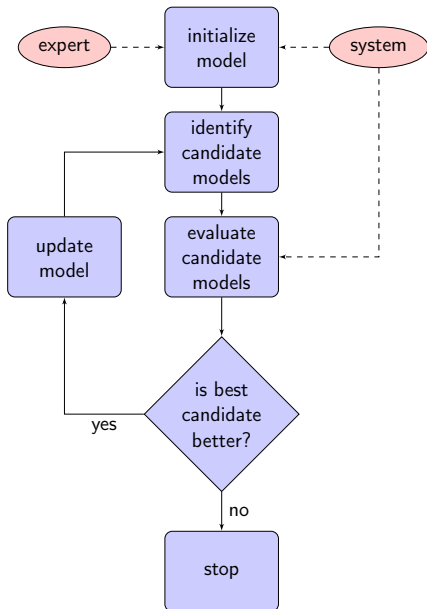 expert
initialize
model
system
identify
candidate
models
update
model
evaluate
candidate
models
is best
candidate
better?
yes
no
stop